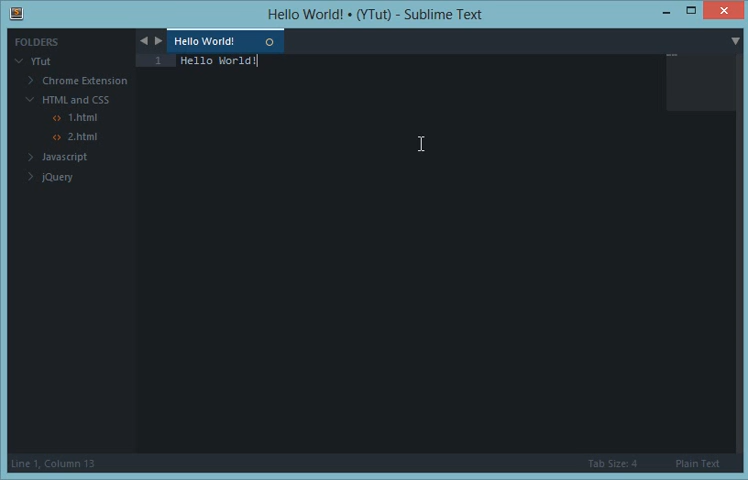 Hello World! • (YTut) - Sublime Text
FOLDERS
YTut
Chrome Extension
HTML and CSS
<> 1.html
<> 2.html
Javascript
jQuery
Hello World!
1 Hello World!
Line 1, Column 13
Tab Size: 4
Plain Text